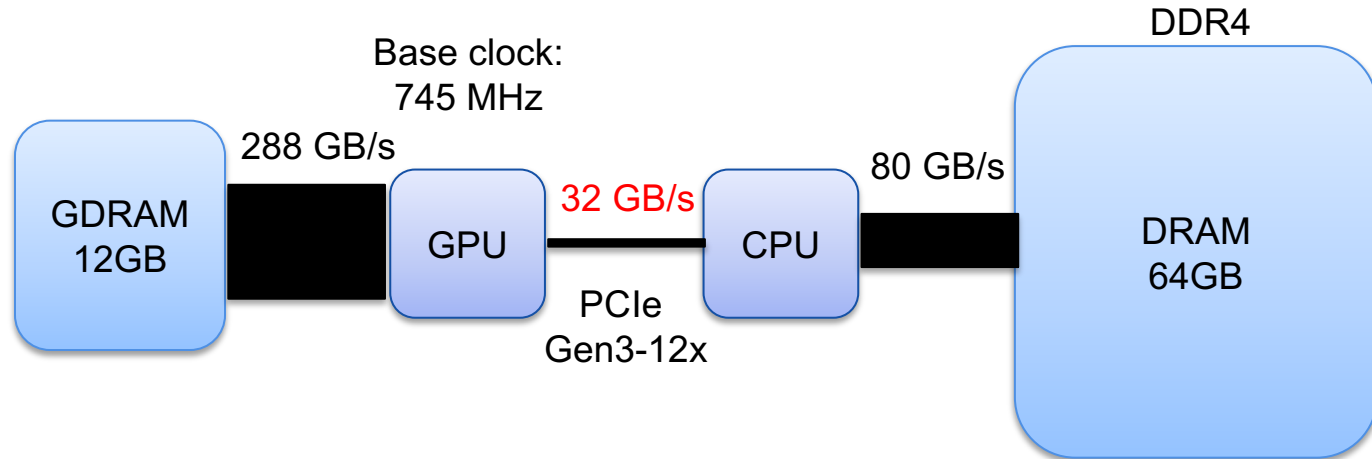 DDR4
Base clock:
745 MHz
288 GB/s
32 GB/s
80 GB/s
GDRAM
12GB
GPU
CPU
DRAM
64GB
PCIe
Gen3-12x